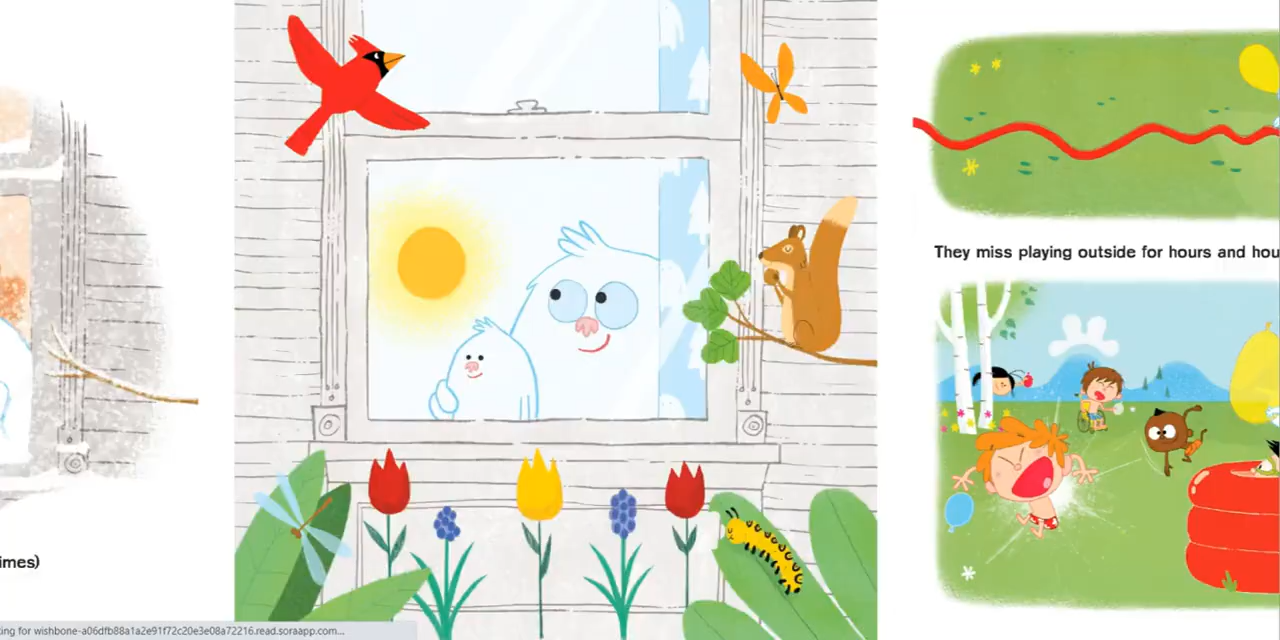 They miss playing outside for hours and hou
imes)
ting for wishbone-a06dfb88a1a2e91f72c20e3e08a72216.read.soraapp.com...